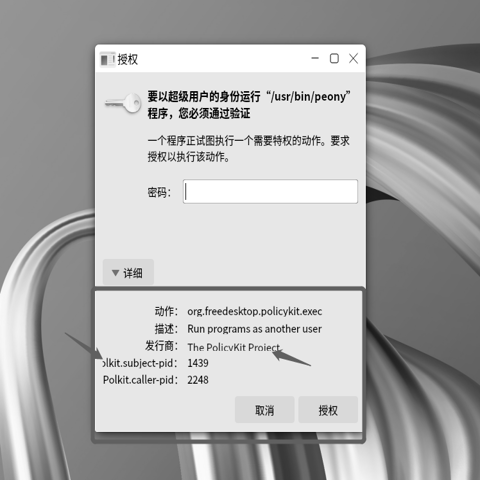 授权
要以超级用户的身份运行“/usr/bin/peony”
程序，您必须通过验证
一个程序正试图执行一个需要特权的动作。要求
授权以执行该动作。
密码：
详细
动作： org.freedesktop.policykit.exec
描述： Run programs as another user
发行商： The PolicyKit Project
olkit.subject-pid： 1439
Polkit.caller-pid： 2248
取消 授权